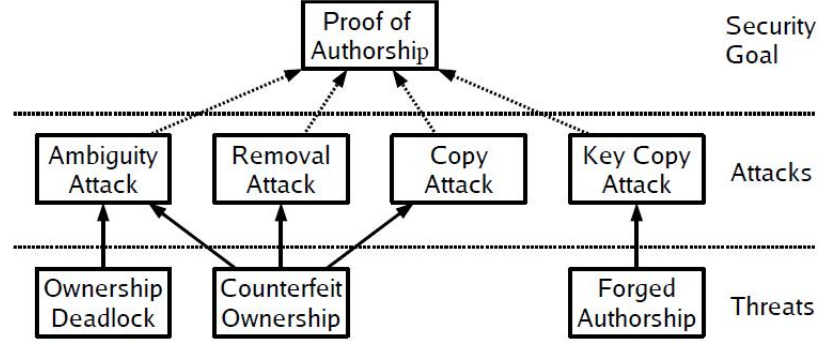 Proof of
Authorship
Security
Goal
Ambiguity
Attack
Removal
Attack
Copy
Attack
Key Copy
Attack
Attacks
Ownership
Deadlock
Counterfeit
Ownership
Forged
Authorship
Threats